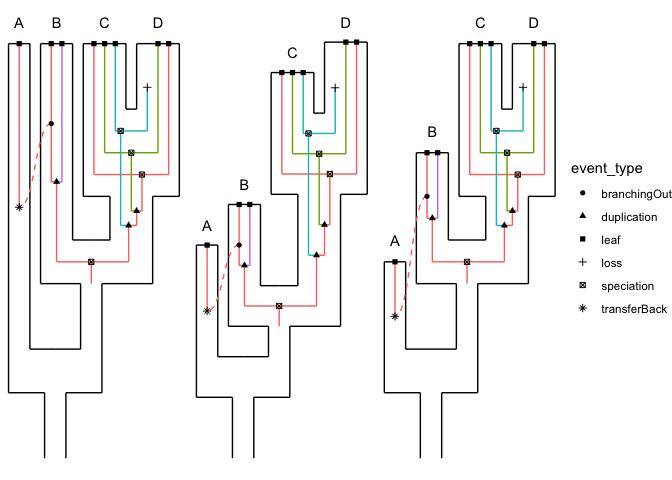 A B C D
A B C D
A B C D
event_type
branchingOut
duplication
leaf
loss
speciation
transferBack